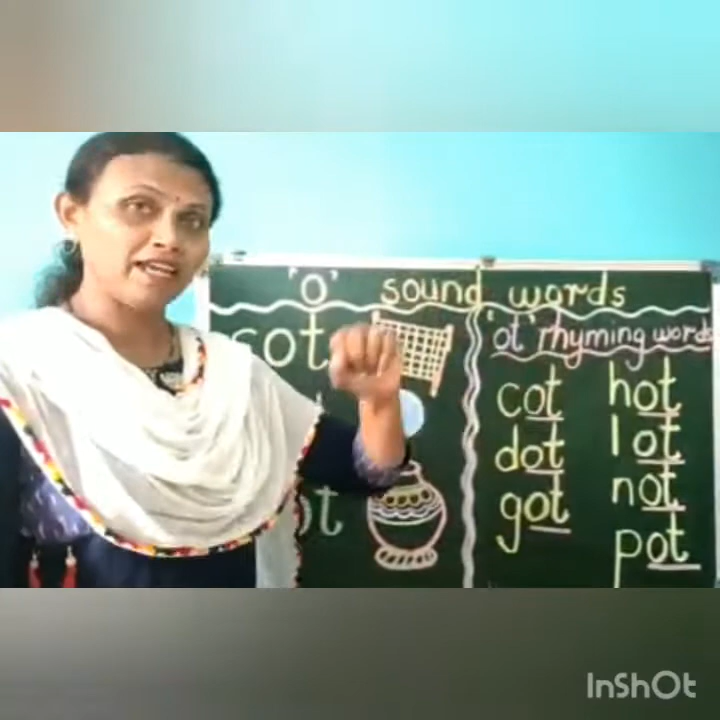 'o' sound words
cot
ot
'ot' rhyming words
cot hot
dot lot
got not
pot
InShOt